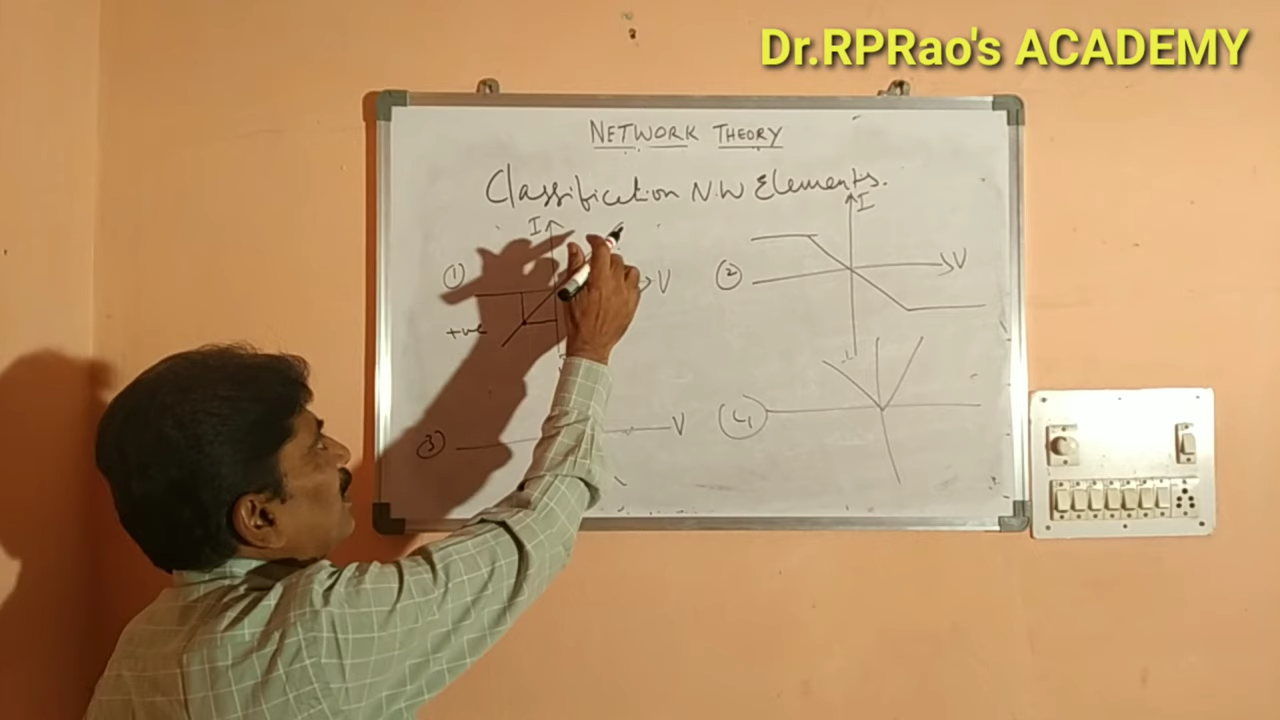 Dr.RPRao's ACADEMY
NETWORK THEORY
Classification N.W Elements.
I
V
①
+ve
I
V
②
V
③
④